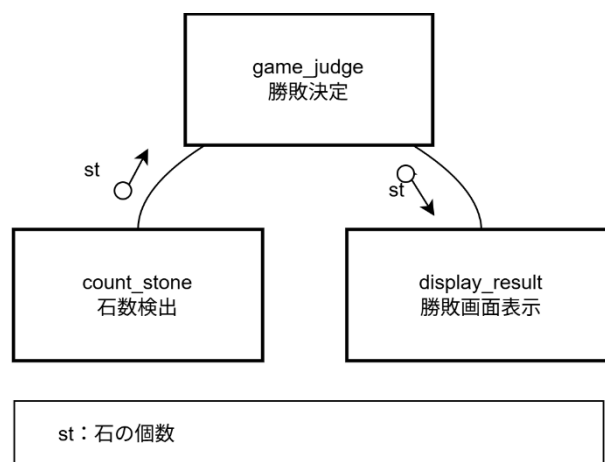 game_judge
勝敗決定
st
st
count_stone
石数検出
display_result
勝敗画面表示
st：石の個数